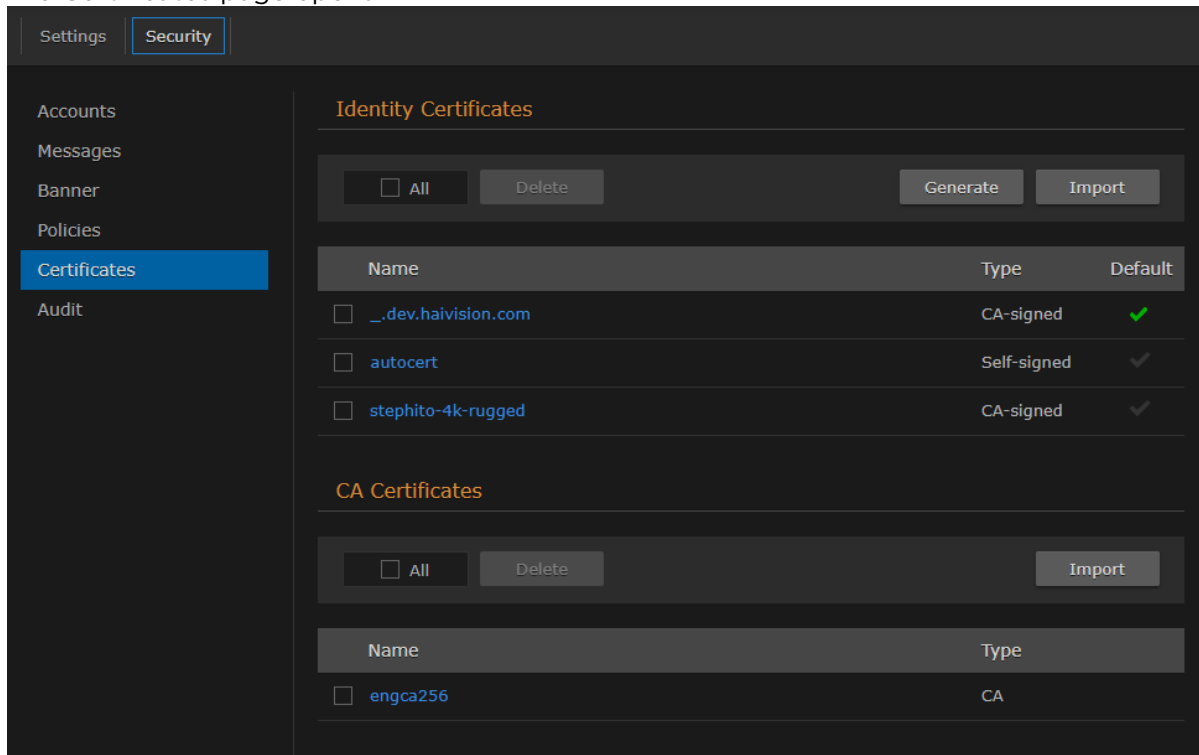 Settings Security
Accounts
Messages
Banner
Policies
Certificates
Audit
Identity Certificates
All Delete Generate Import
Name Type Default
_.dev.haivision.com CA-signed
autocert Self-signed
stephito-4k-rugged CA-signed
CA Certificates
All Delete Import
Name Type
engca256 CA